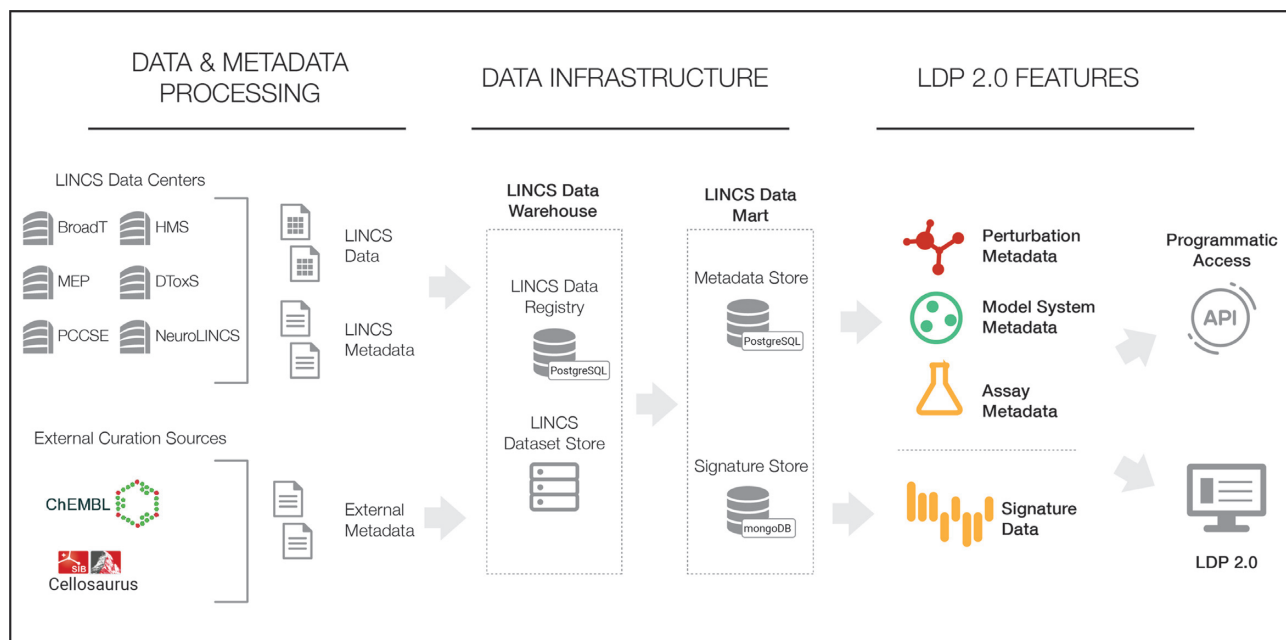 DATA & METADATA
PROCESSING
DATA INFRASTRUCTURE
LDP 2.0 FEATURES
LINCS Data Centers
BroadT
HMS
MEP
DToxS
PCCSE
NeuroLINCS
LINCS
Data
LINCS
Metadata
External Curation Sources
ChEMBL
SIB
Cellosaurus
External
Metadata
LINCS Data
Warehouse
LINCS Data
Registry
PostgreSQL
LINCS
Dataset Store
LINCS Data
Mart
Metadata Store
PostgreSQL
Signature Store
mongoDB
Perturbation
Metadata
Model System
Metadata
Assay
Metadata
Signature
Data
Programmatic
Access
API
LDP 2.0